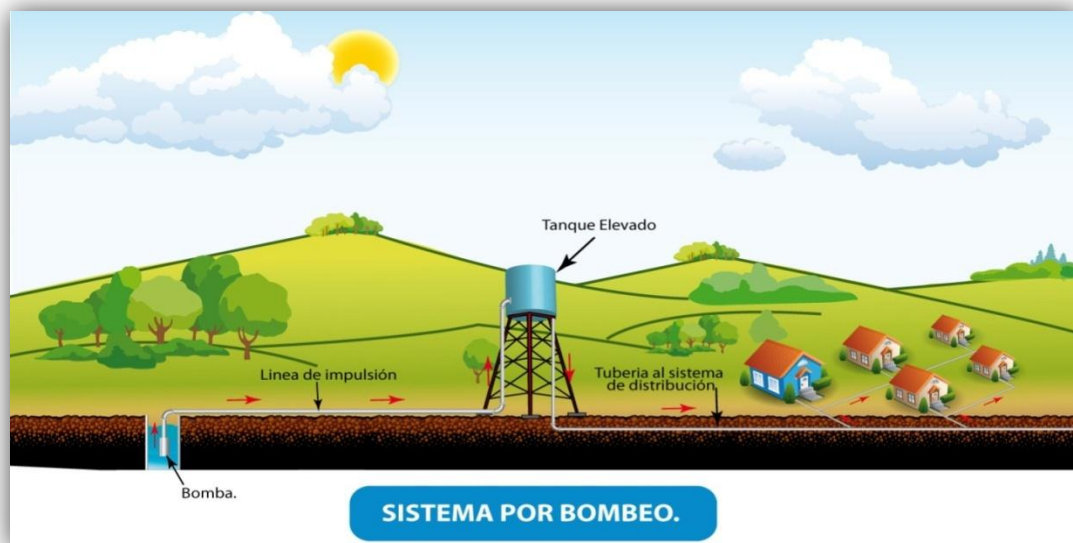 Tanque Elevado
Linea de impulsión
Tuberia al sistema
de distribución
Bomba.
SISTEMA POR BOMBEO.